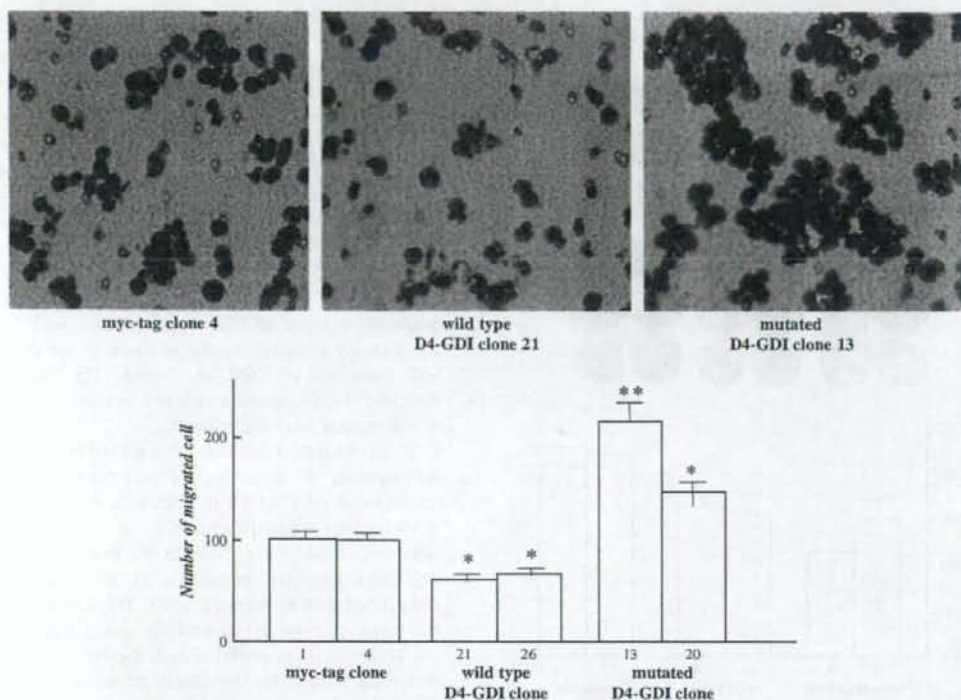 myc-tag clone 4
wild type
D4-GDI clone 21
mutated
D4-GDI clone 13
Number of migrated cell
200
100
0
*
*
**
*
1
4
21
26
13
20
myc-tag clone
wild type
D4-GDI clone
mutated
D4-GDI clone